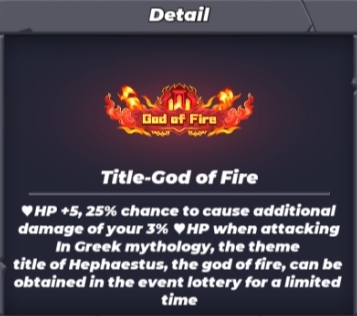 Detail
God of Fire
Title-God of Fire
♥HP +5, 25% chance to cause additional
damage of your 3% ♥HP when attacking
In Greek mythology, the theme
title of Hephaestus, the god of fire, can be
obtained in the event lottery for a limited
time